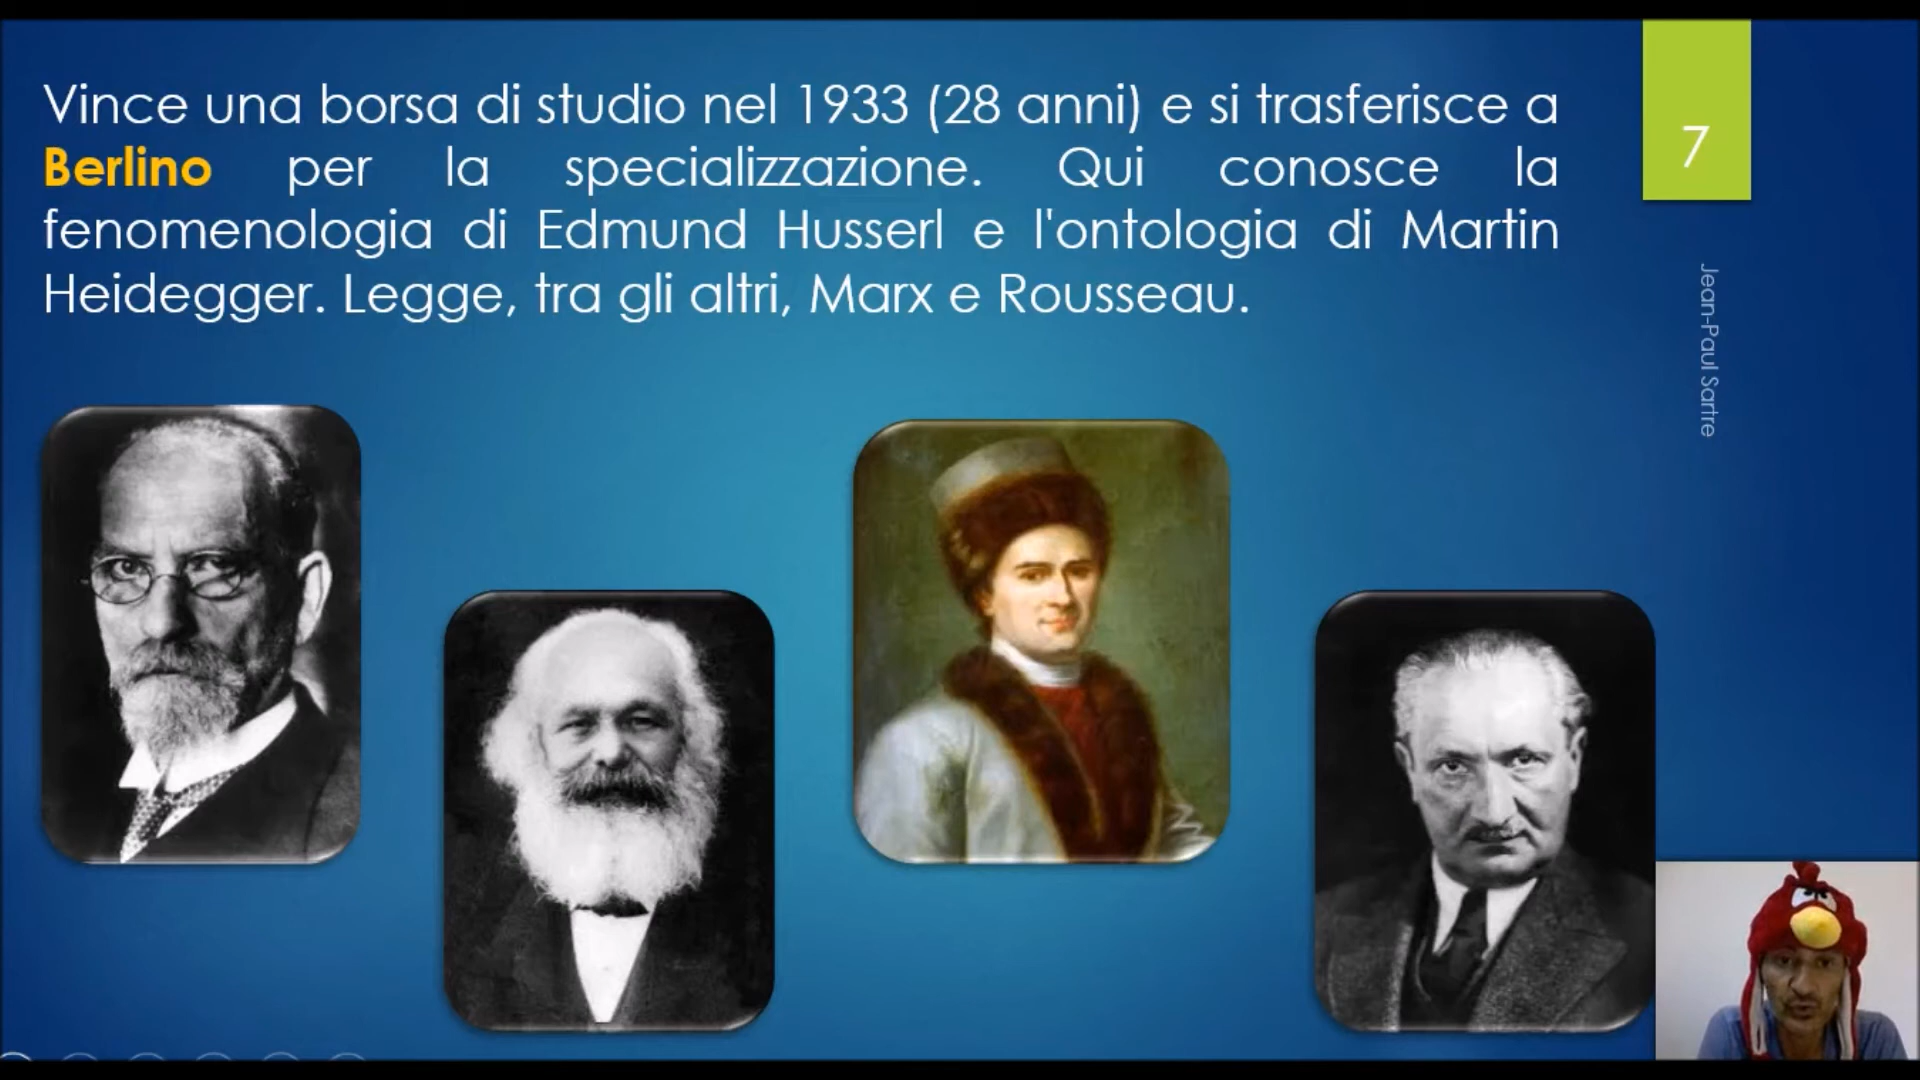 Vince una borsa di studio nel 1933 (28 anni) e si trasferisce a
Berlino per la specializzazione. Qui conosce la
fenomenologia di Edmund Husserl e l'ontologia di Martin
Heidegger. Legge, tra gli altri, Marx e Rousseau.
7
Jean-Paul Sartre